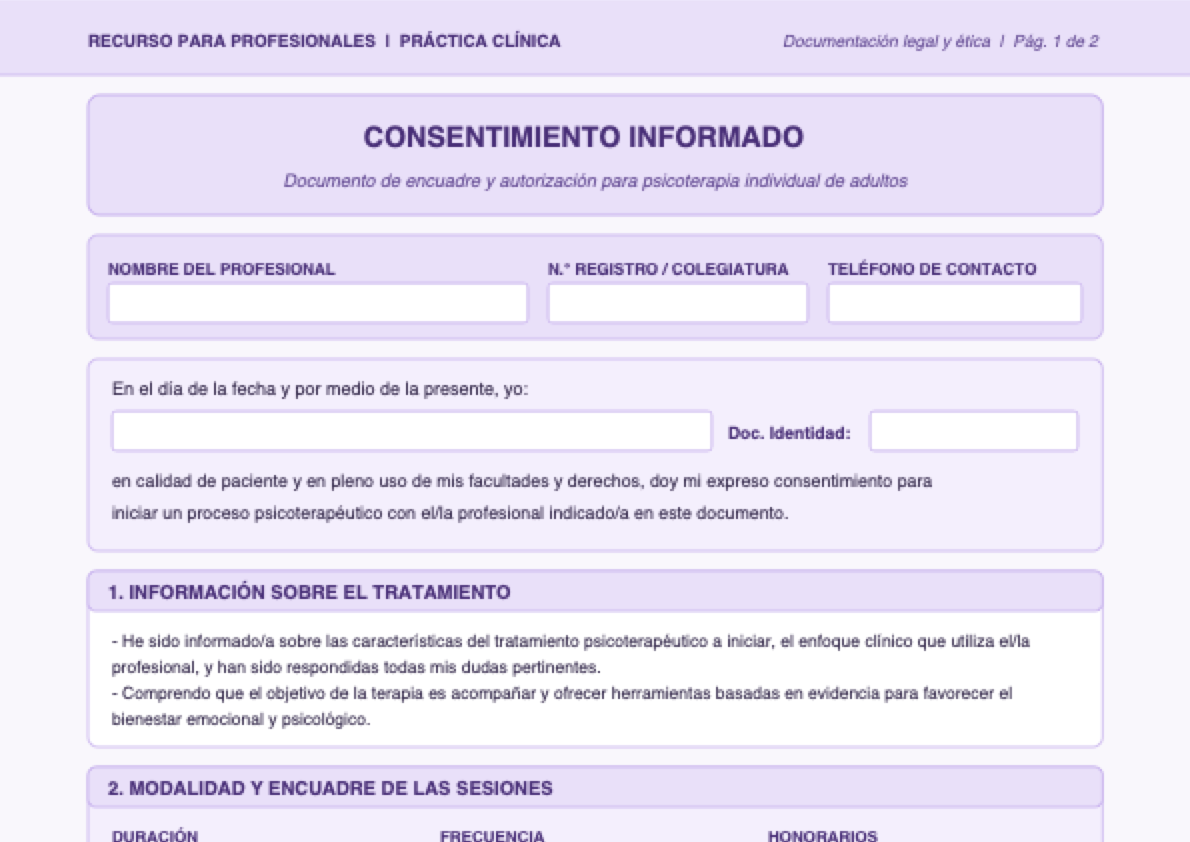 RECURSO PARA PROFESIONALES | PRÁCTICA CLÍNICA
Documentación legal y ética | Pág. 1 de 2
CONSENTIMIENTO INFORMADO
Documento de encuadre y autorización para psicoterapia individual de adultos
NOMBRE DEL PROFESIONAL
N.° REGISTRO / COLEGIATURA
TELÉFONO DE CONTACTO
En el día de la fecha y por medio de la presente, yo:
Doc. Identidad:
en calidad de paciente y en pleno uso de mis facultades y derechos, doy mi expreso consentimiento para
iniciar un proceso psicoterapéutico con el/la profesional indicado/a en este documento.
1. INFORMACIÓN SOBRE EL TRATAMIENTO
- He sido informado/a sobre las características del tratamiento psicoterapéutico a iniciar, el enfoque clínico que utiliza el/la
profesional, y han sido respondidas todas mis dudas pertinentes.
- Comprendo que el objetivo de la terapia es acompañar y ofrecer herramientas basadas en evidencia para favorecer el
bienestar emocional y psicológico.
2. MODALIDAD Y ENCUADRE DE LAS SESIONES
DURACIÓN
FRECUENCIA
HONORARIOS